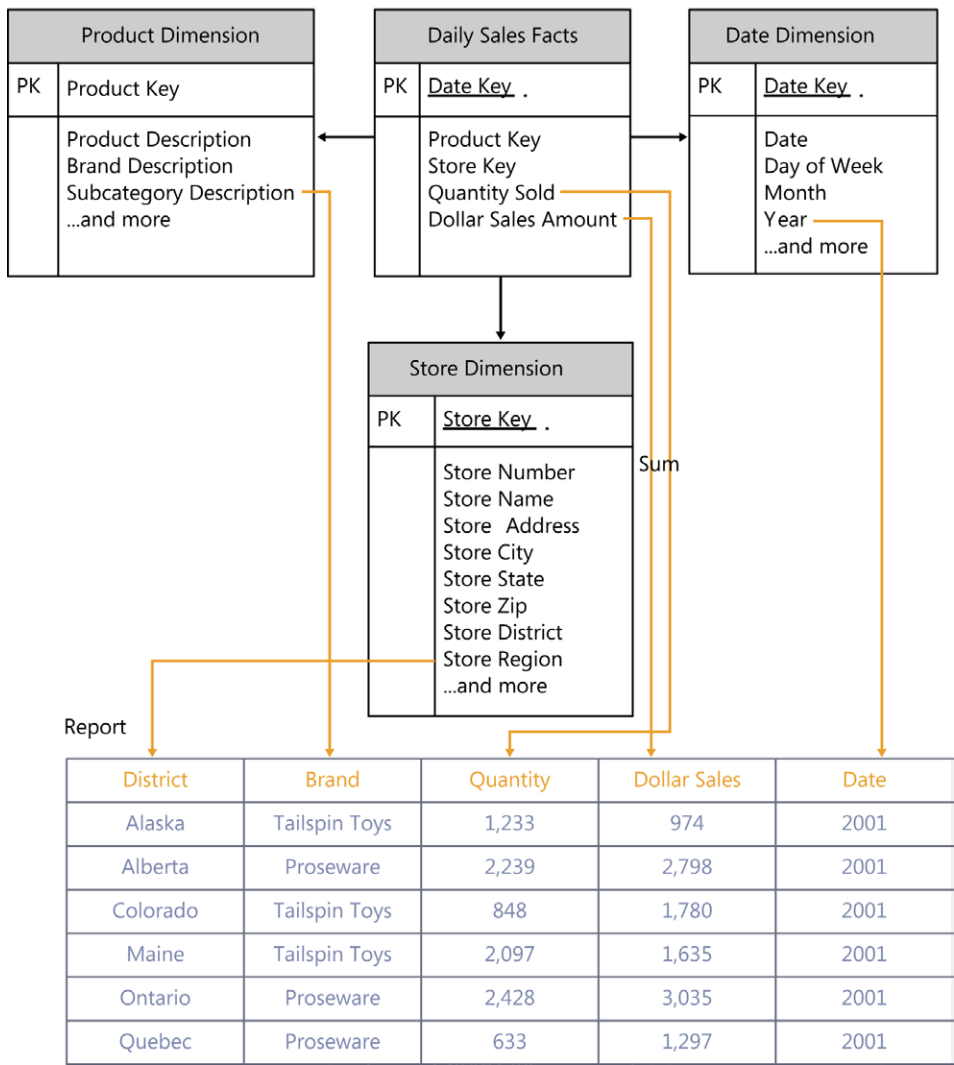 Product Dimension
PK Product Key
Product Description
Brand Description
Subcategory Description
...and more
Daily Sales Facts
PK Date Key .
Product Key
Store Key
Quantity Sold
Dollar Sales Amount
Date Dimension
PK Date Key .
Date
Day of Week
Month
Year
...and more
Store Dimension
PK Store Key .
Store Number
Store Name
Store Address
Store City
Store State
Store Zip
Store District
Store Region
...and more
Sum
Report
District Brand Quantity Dollar Sales Date
Alaska Tailspin Toys 1,233 974 2001
Alberta Proseware 2,239 2,798 2001
Colorado Tailspin Toys 848 1,780 2001
Maine Tailspin Toys 2,097 1,635 2001
Ontario Proseware 2,428 3,035 2001
Quebec Proseware 633 1,297 2001